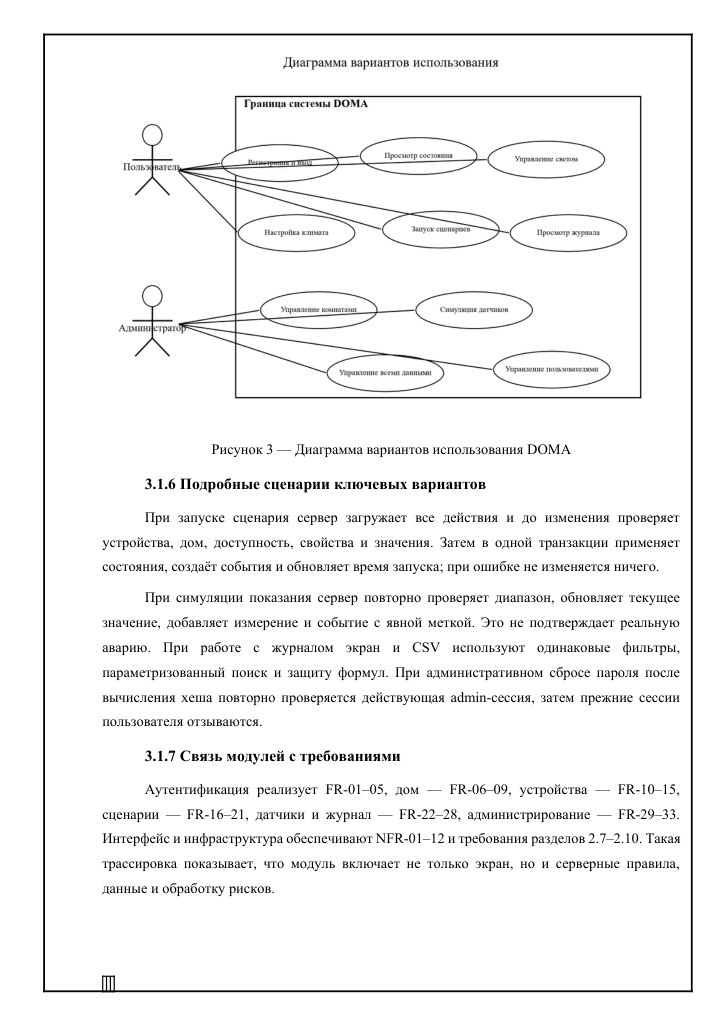 Диаграмма вариантов использования
Граница системы DOMA
Пользователь
Регистрация и вход
Просмотр состояния
Управление светом
Настройка климата
Запуск сценариев
Просмотр журнала
Администратор
Управление комнатами
Симуляция датчиков
Управление всеми данными
Управление пользователями
Рисунок 3 — Диаграмма вариантов использования DOMA
3.1.6 Подробные сценарии ключевых вариантов
При запуске сценария сервер загружает все действия и до изменения проверяет
устройства, дом, доступность, свойства и значения. Затем в одной транзакции применяет
состояния, создаёт события и обновляет время запуска; при ошибке не изменяется ничего.
При симуляции показания сервер повторно проверяет диапазон, обновляет текущее
значение, добавляет измерение и событие с явной меткой. Это не подтверждает реальную
аварию. При работе с журналом экран и CSV используют одинаковые фильтры,
параметризованный поиск и защиту формул. При административном сбросе пароля после
вычисления хеша повторно проверяется действующая admin-сессия, затем прежние сессии
пользователя отзываются.
3.1.7 Связь модулей с требованиями
Аутентификация реализует FR-01–05, дом — FR-06–09, устройства — FR-10–15,
сценарии — FR-16–21, датчики и журнал — FR-22–28, администрирование — FR-29–33.
Интерфейс и инфраструктура обеспечивают NFR-01–12 и требования разделов 2.7–2.10. Такая
трассировка показывает, что модуль включает не только экран, но и серверные правила,
данные и обработку рисков.